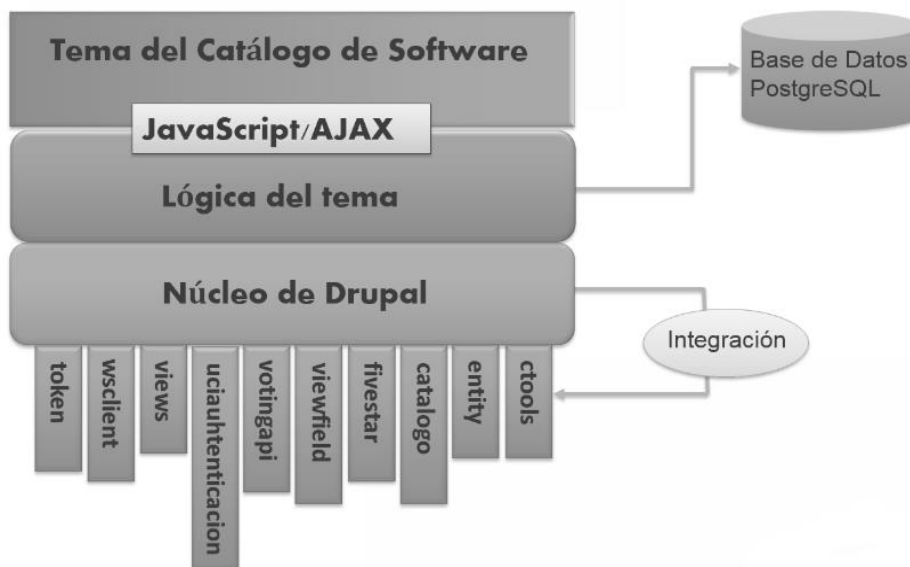 Tema del Catálogo de Software
Base de Datos
PostgreSQL
JavaScript/AJAX
Lógica del tema
Núcleo de Drupal
Integración
token
wsclient
views
uciauhtenticacion
votingapi
viewfield
fivestar
catalogo
entity
ctools